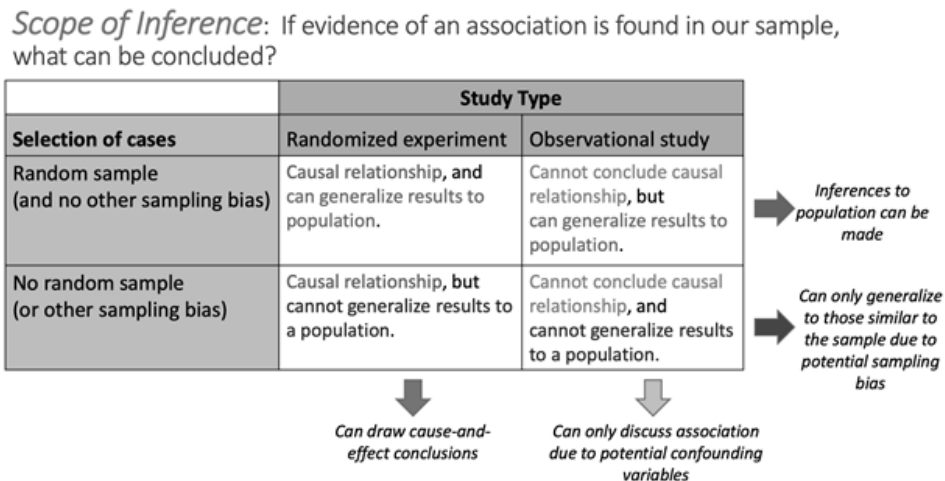 Scope of Inference: If evidence of an association is found in our sample,
what can be concluded?
Study Type
Selection of cases
Randomized experiment
Observational study
Random sample
(and no other sampling bias)
Causal relationship, and
can generalize results to
population.
Cannot conclude causal
relationship, but
can generalize results to
population.
Inferences to
population can be
made
No random sample
(or other sampling bias)
Causal relationship, but
cannot generalize results to
a population.
Cannot conclude causal
relationship, and
cannot generalize results
to a population.
Can only generalize
to those similar to
the sample due to
potential sampling
bias
Can draw cause-and-
effect conclusions
Can only discuss association
due to potential confounding
variables